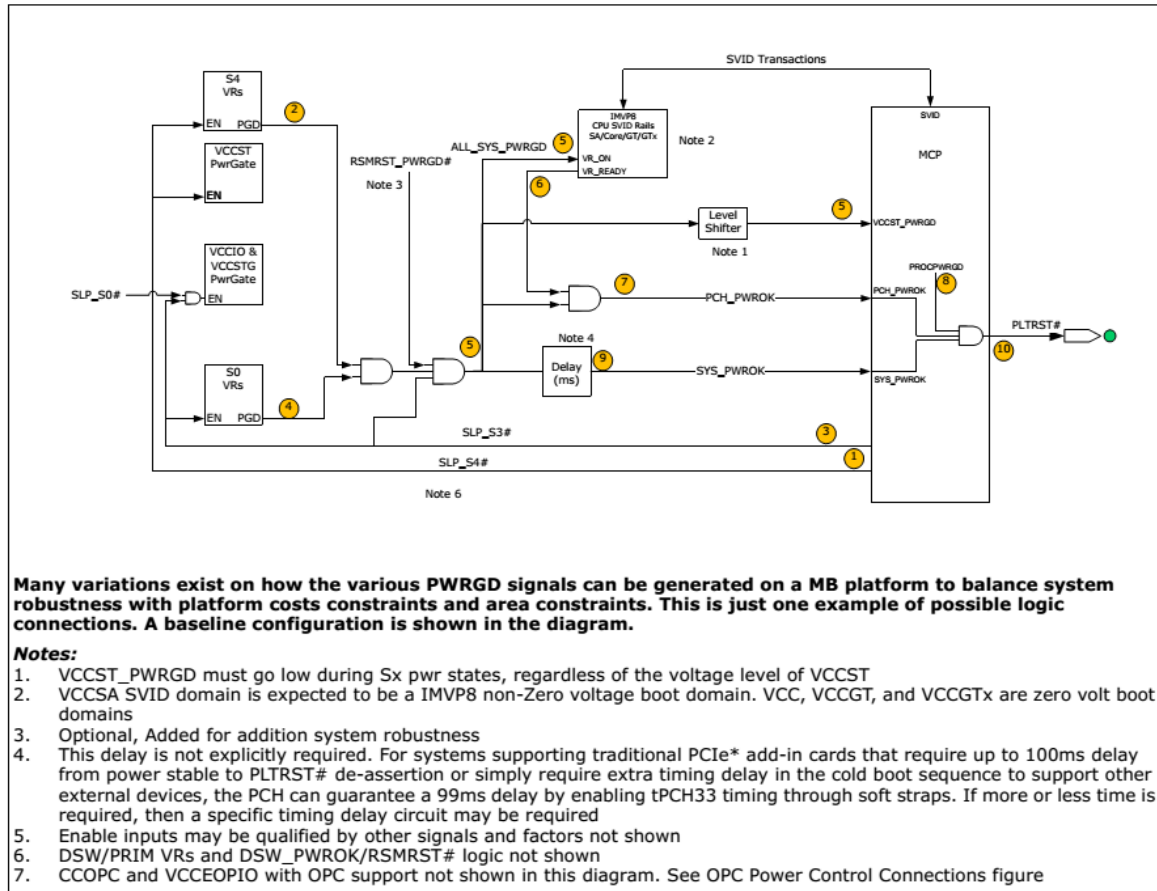 SVID Transactions
S4
VRs
EN PGD
2
VCCST
PwrGate
EN
VCCIO &
VCCSTG
PwrGate
EN
SLP_S0#
S0
VRs
EN PGD
4
RSMRST_PWRGD#
Note 3
ALL_SYS_PWRGD
5
IMVP8
CPU SVID Rails
SA/Core/GT/GTx
VR_ON
VR_READY
Note 2
6
5
Level
Shifter
Note 1
5
7
PCH_PWROK
Note 4
Delay
(ms)
9
SYS_PWROK
SVID
MCP
VCCST_PWRGD
PROCPWRGD
8
PCH_PWROK
SYS_PWROK
PLTRST#
10
SLP_S3#
3
SLP_S4#
1
Note 6
Many variations exist on how the various PWRGD signals can be generated on a MB platform to balance system
robustness with platform costs constraints and area constraints. This is just one example of possible logic
connections. A baseline configuration is shown in the diagram.
Notes:
1. VCCST_PWRGD must go low during Sx pwr states, regardless of the voltage level of VCCST
2. VCCSA SVID domain is expected to be a IMVP8 non-Zero voltage boot domain. VCC, VCCGT, and VCCGTx are zero volt boot
domains
3. Optional, Added for addition system robustness
4. This delay is not explicitly required. For systems supporting traditional PCIe* add-in cards that require up to 100ms delay
from power stable to PLTRST# de-assertion or simply require extra timing delay in the cold boot sequence to support other
external devices, the PCH can guarantee a 99ms delay by enabling tPCH33 timing through soft straps. If more or less time is
required, then a specific timing delay circuit may be required
5. Enable inputs may be qualified by other signals and factors not shown
6. DSW/PRIM VRs and DSW_PWROK/RSMRST# logic not shown
7. CCOPC and VCCEOPIO with OPC support not shown in this diagram. See OPC Power Control Connections figure